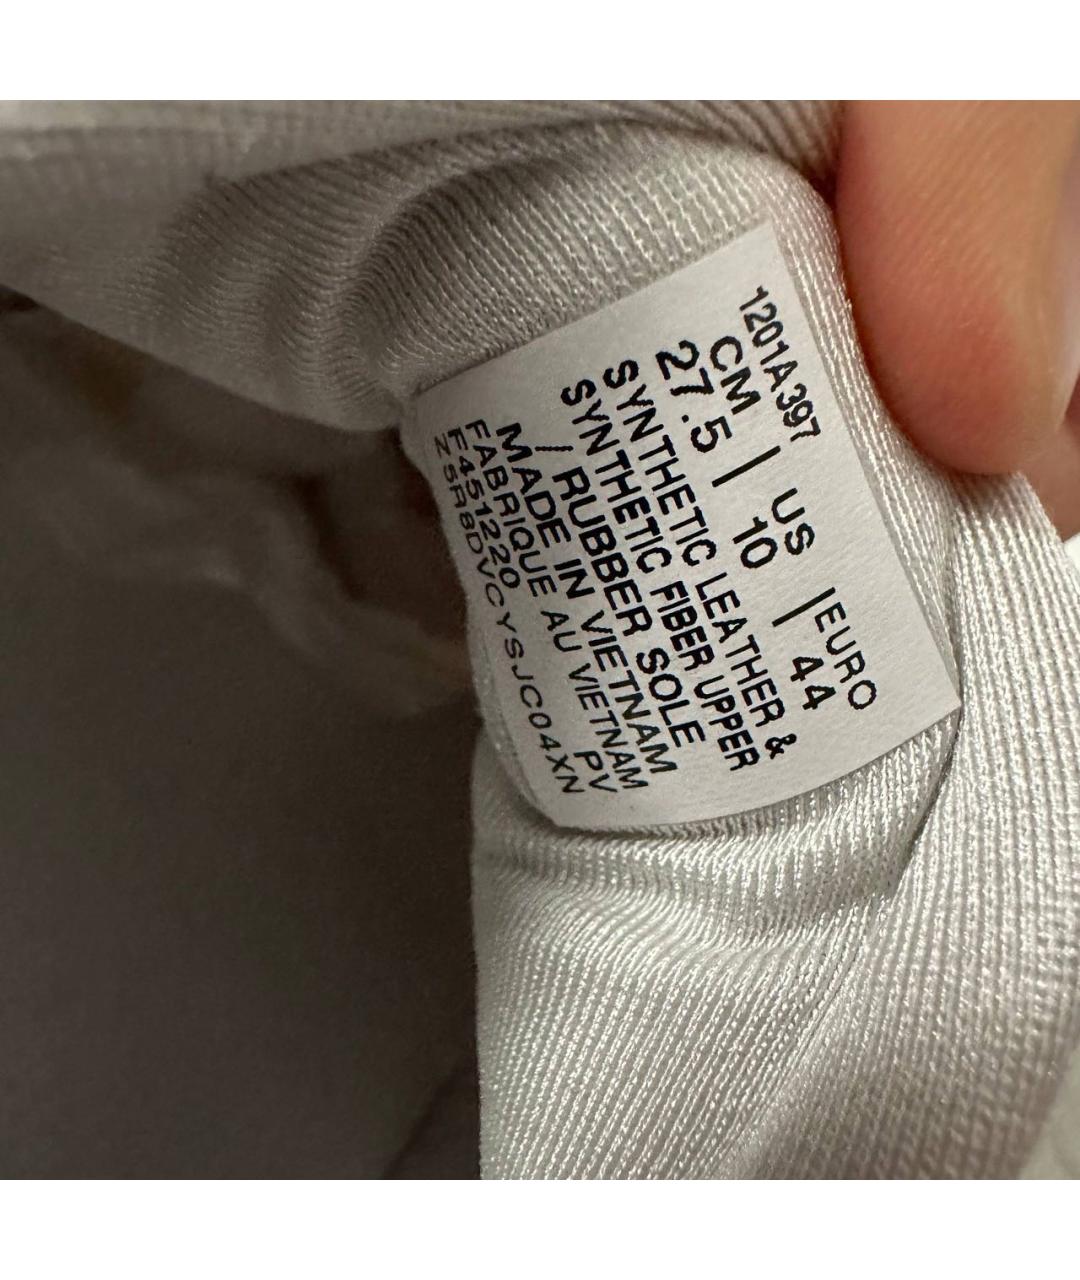 1201A397
CM | US | EURO
27.5 | 10 | 44
SYNTHETIC LEATHER &
SYNTHETIC FIBER UPPER
/ RUBBER SOLE
MADE IN VIETNAM
FABRIQUE AU VIETNAM
F451220 PV
Z5R8DVCYSJC04XN